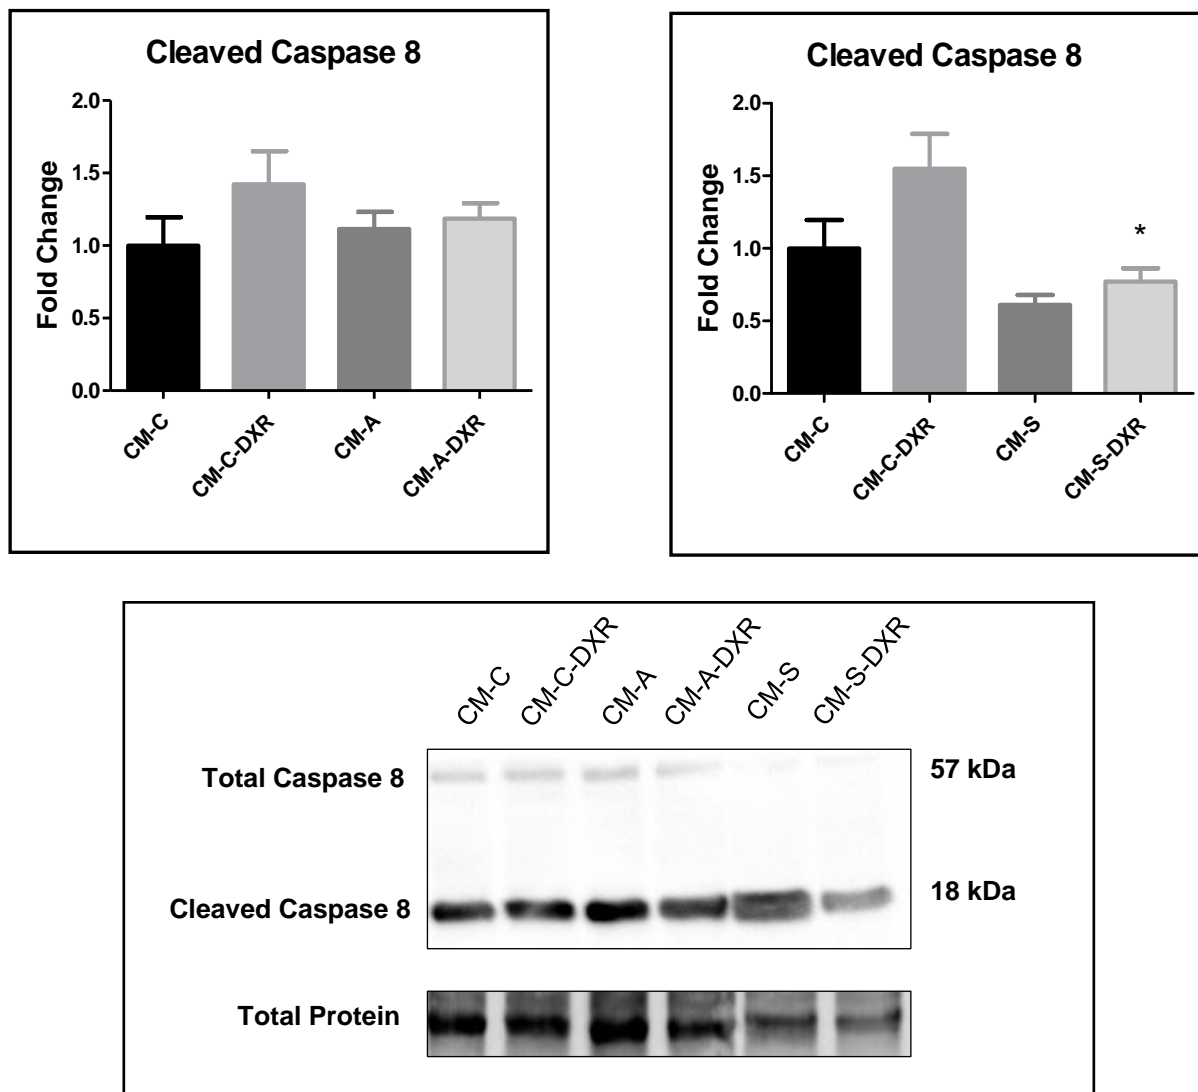 Cleaved Caspase 8
Fold Change
2.0
1.5
1.0
0.5
0.0
CM-C
CM-C-DXR
CM-A
CM-A-DXR
Cleaved Caspase 8
Fold Change
2.0
1.5
1.0
0.5
0.0
*
CM-C
CM-C-DXR
CM-S
CM-S-DXR
CM-C
CM-C-DXR
CM-A
CM-A-DXR
CM-S
CM-S-DXR
Total Caspase 8
57 kDa
Cleaved Caspase 8
18 kDa
Total Protein